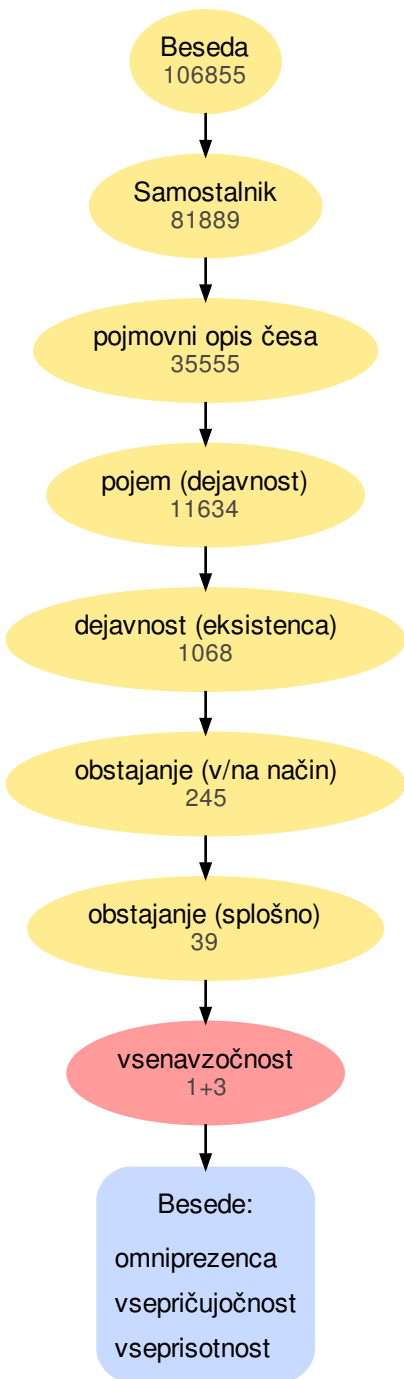 Beseda
106855
Samostalnik
81889
pojmovni opis česa
35555
pojem (dejavnost)
11634
dejavnost (eksistenca)
1068
obstajanje (v/na način)
245
obstajanje (splošno)
39
vsenavzočnost
1+3
Besede:
omniprezenca
vsepričujočnost
vseprisotnost